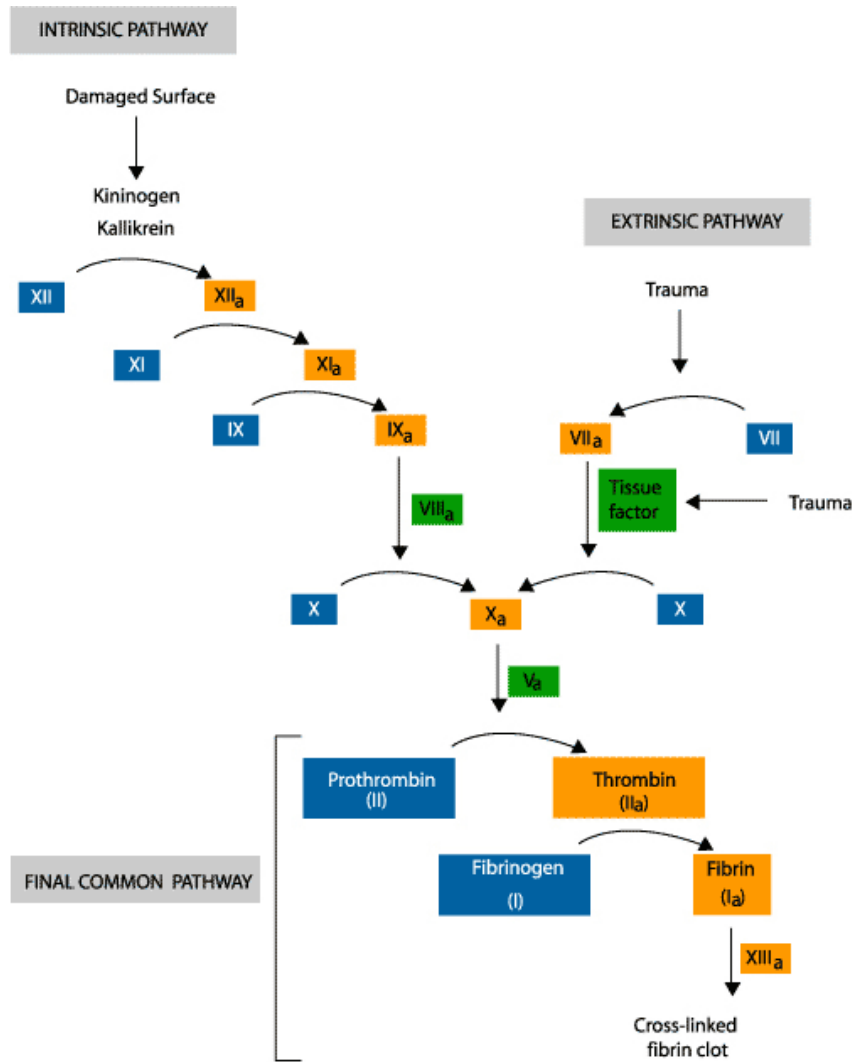 INTRINSIC PATHWAY
Damaged Surface
Kininogen
Kallikrein
EXTRINSIC PATHWAY
XII
XIIa
Trauma
XI
XIa
IX
IXa
VIIa
VII
VIIIa
Tissue
factor
Trauma
X
Xa
X
Va
Prothrombin
(II)
Thrombin
(IIa)
FINAL COMMON PATHWAY
Fibrinogen
(I)
Fibrin
(Ia)
XIIIa
Cross-linked
fibrin clot